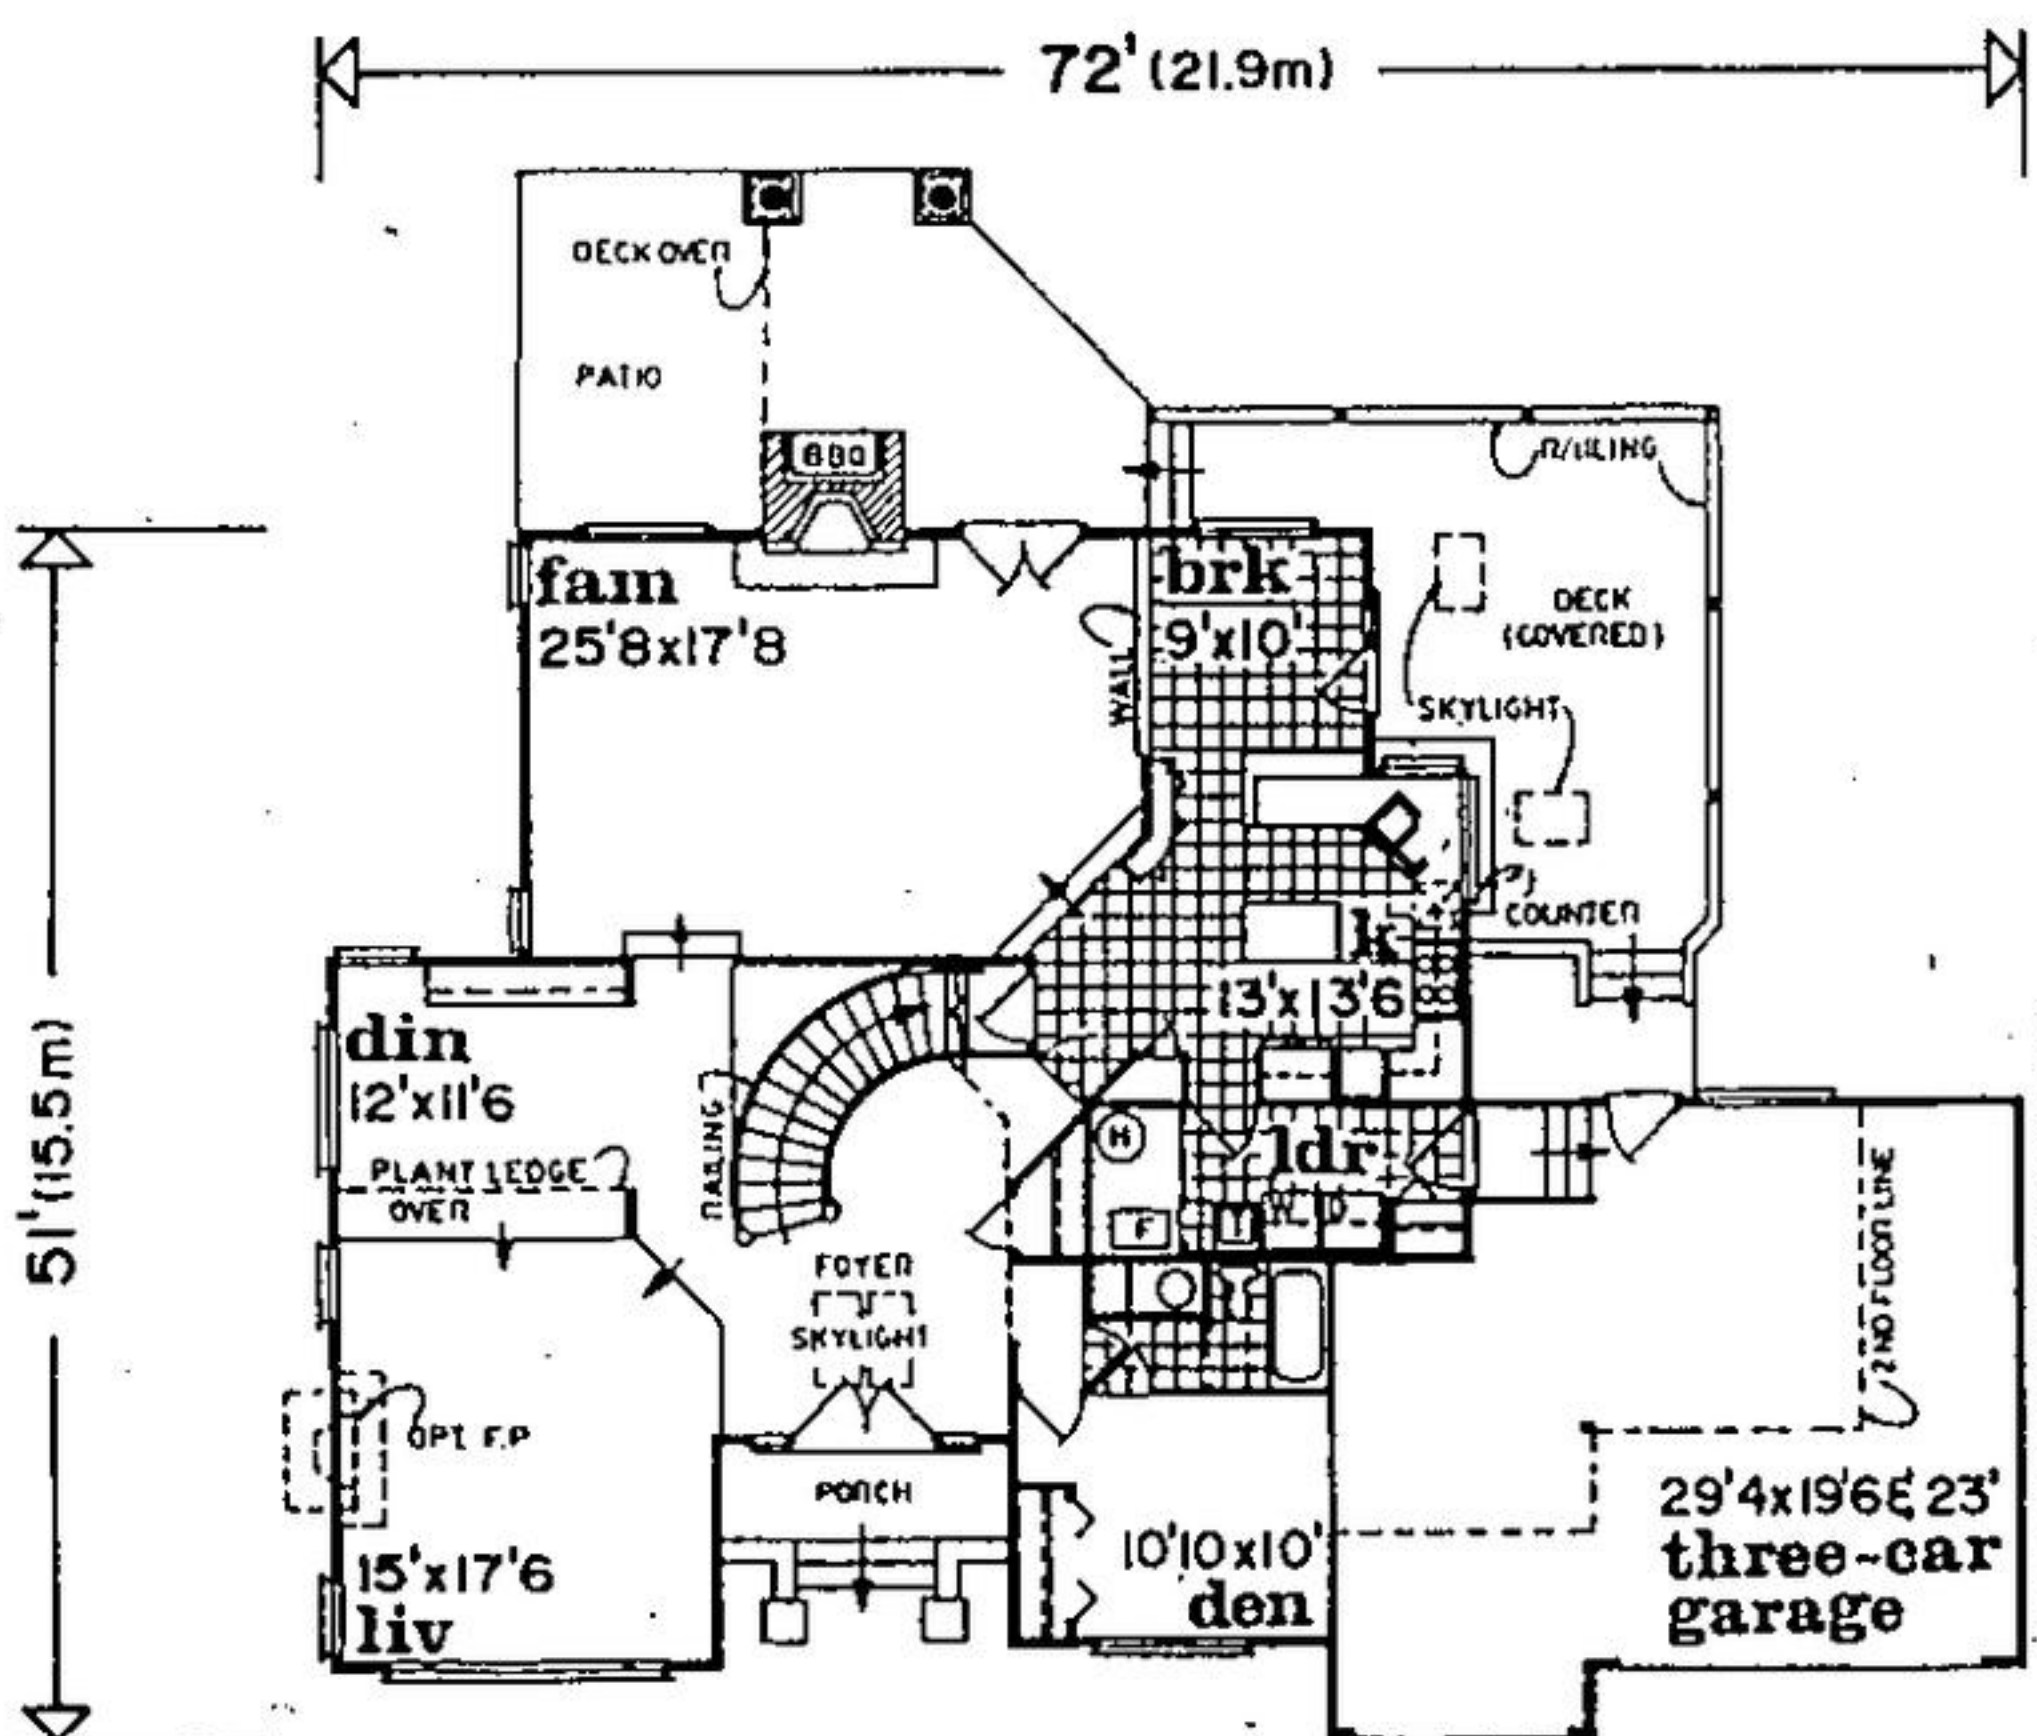 72' (21.9m)
DECK OVER
PATIO
BBQ
RAILING
fam
25'8x17'8
brk
9'x10'
WALL
DECK
(COVERED)
SKYLIGHT
COUNTER
k
13'x13'6
din
12'x11'6
PLANT LEDGE
OVER
RAILING
H
ldr
F
W D
51' (15.5m)
FOYER
SKYLIGHT
2ND FLOOR LINE
OPT. F.P.
PORCH
15'x17'6
liv
10'10x10'
den
29'4x19'6 & 23'
three-car
garage